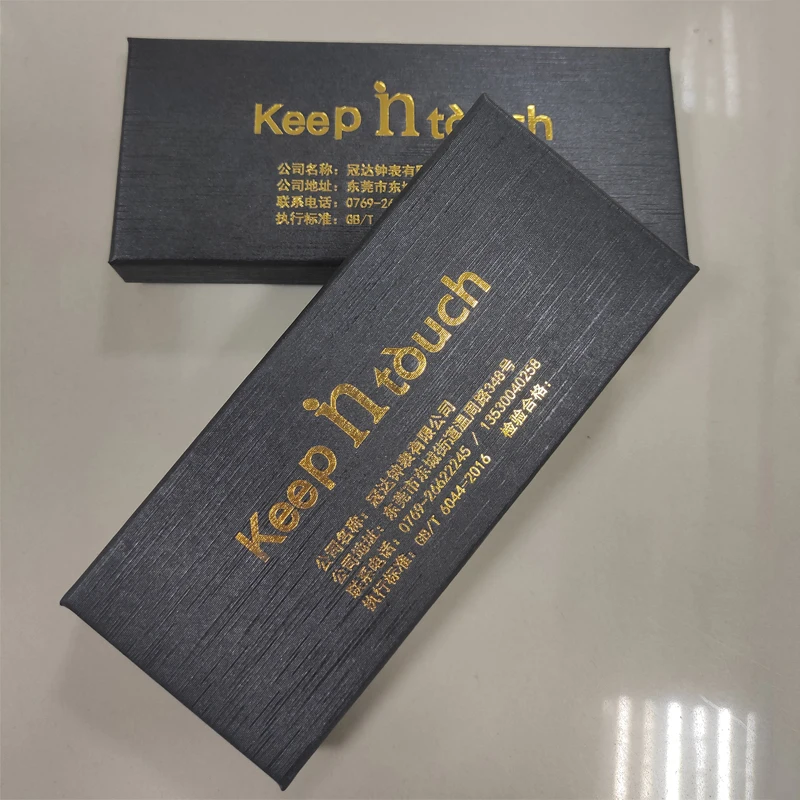 Keep in touch
公司名称：冠达钟表有
公司地址：东莞市东
联系电话：0769-26
执行标准：GB/T
Keep in touch
公司名称：冠达钟表有限公司
公司地址：东莞市东城街道温周路348号
联系电话：0769-26622245 / 13530040258
执行标准：GB/T 6044-2016 检验合格：